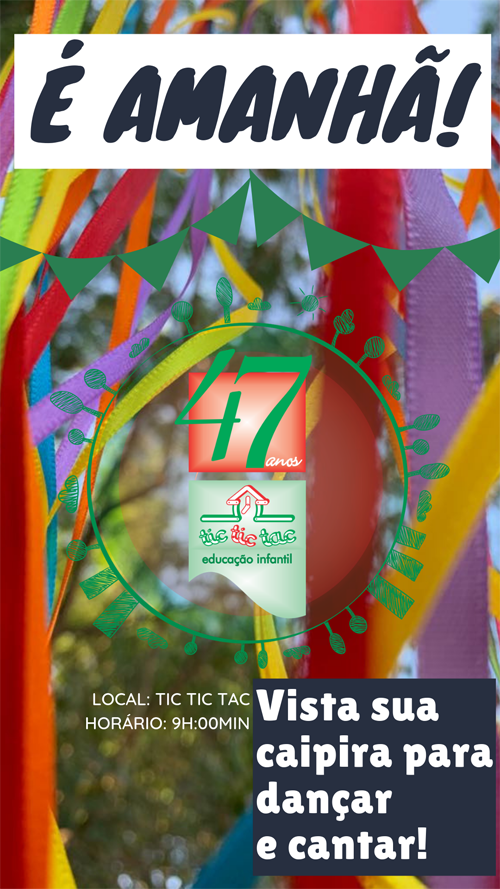 É AMANHÃ!
47
anos
tic tic tac
educação infantil
LOCAL: TIC TIC TAC
HORÁRIO: 9H:00MIN
Vista sua
caipira para
dançar
e cantar!